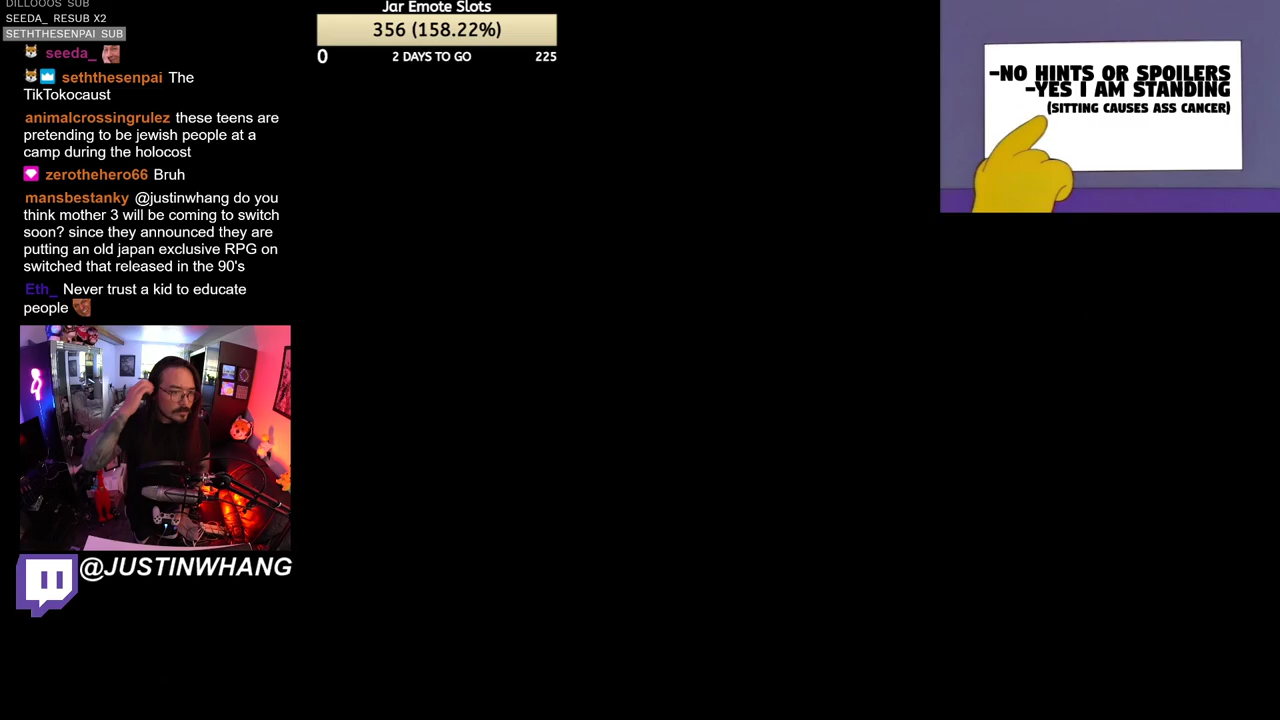 DILLOOOS SUB
SEEDA_ RESUB X2
SETHTHESENPAI SUB
seeda_
seththesenpai The
TikTokocaust
animalcrossingrulez these teens are
pretending to be jewish people at a
camp during the holocost
zerothehero66 Bruh
mansbestanky @justinwhang do you
think mother 3 will be coming to switch
soon? since they announced they are
putting an old japan exclusive RPG on
switched that released in the 90's
Eth_ Never trust a kid to educate
people
@JUSTINWHANG
Jar Emote Slots
356 (158.22%)
0 2 DAYS TO GO 225
-NO HINTS OR SPOILERS
-YES I AM STANDING
(SITTING CAUSES ASS CANCER)